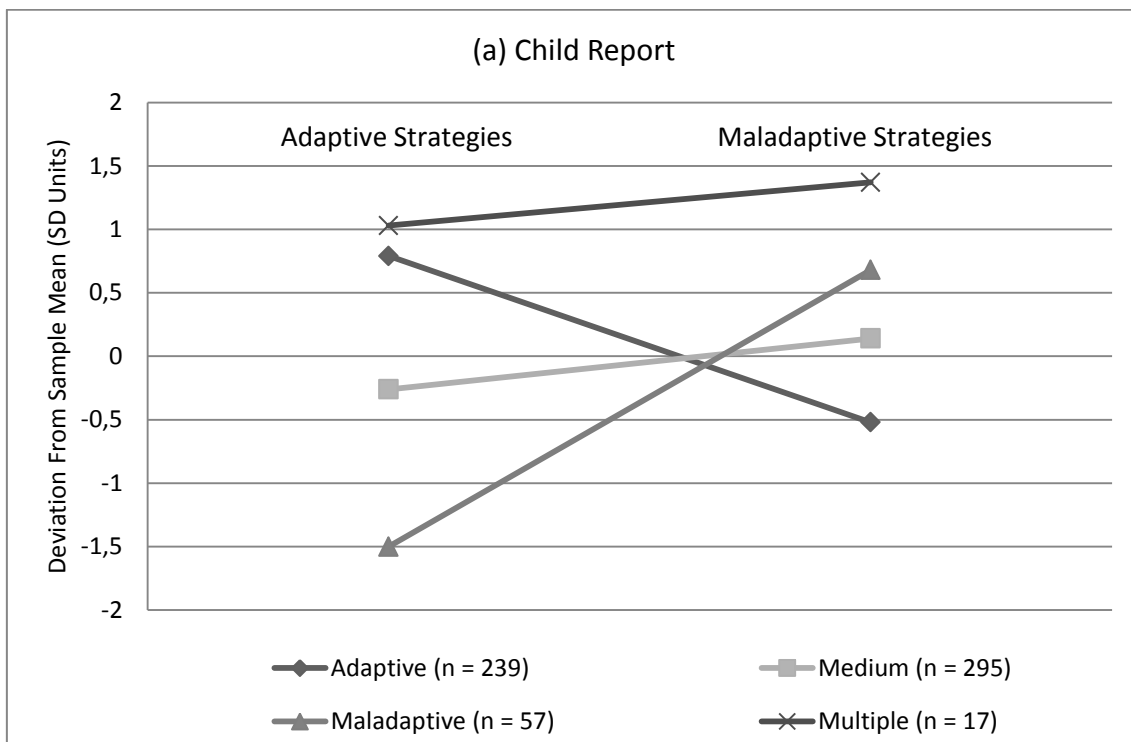 (a) Child Report
Deviation From Sample Mean (SD Units)
2
1,5
1
0,5
0
-0,5
-1
-1,5
-2
Adaptive Strategies Maladaptive Strategies
Adaptive (n = 239) Medium (n = 295)
Maladaptive (n = 57) Multiple (n = 17)